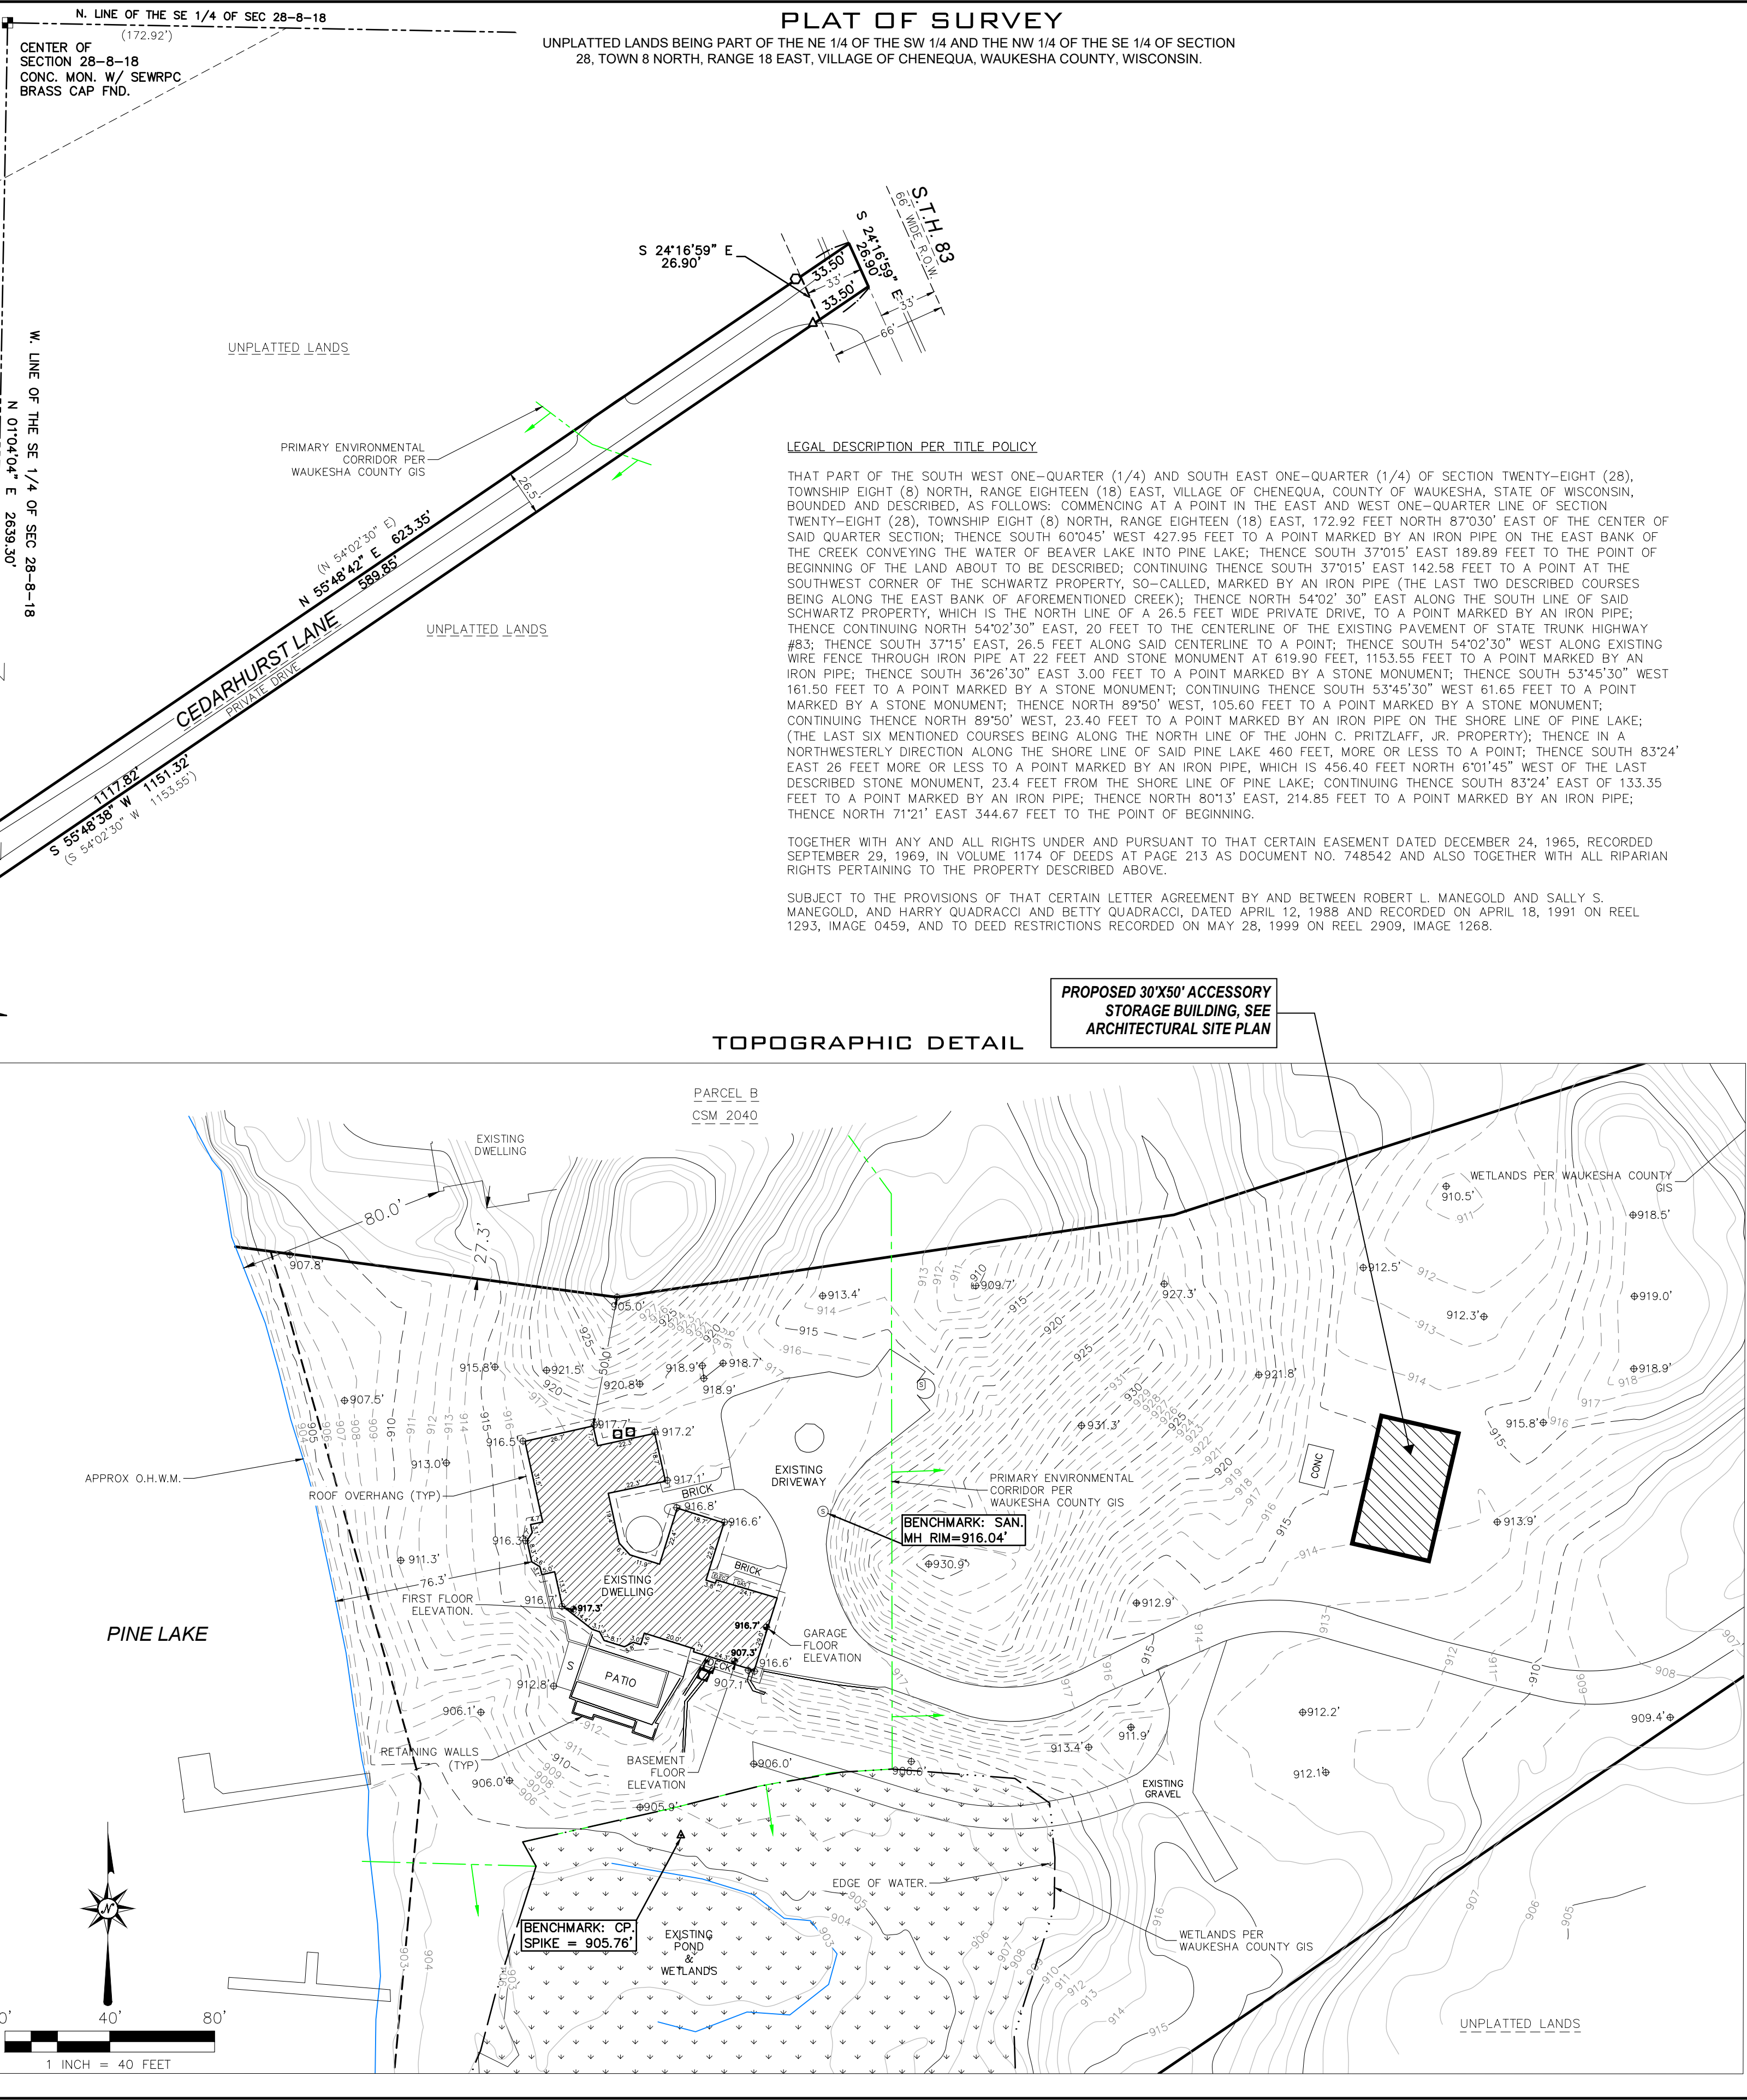 PLAT OF SURVEY
UNPLATTED LANDS BEING PART OF THE NE 1/4 OF THE SW 1/4 AND THE NW 1/4 OF THE SE 1/4 OF SECTION
28, TOWN 8 NORTH, RANGE 18 EAST, VILLAGE OF CHENEQUA, WAUKESHA COUNTY, WISCONSIN.
N. LINE OF THE SE 1/4 OF SEC 28-8-18
(172.92')
CENTER OF
SECTION 28-8-18
CONC. MON. W/ SEWRPC
BRASS CAP FND.
W. LINE OF THE SE 1/4 OF SEC 28-8-18
N 01°04'04" E 2639.30'
S.T.H. 83
66' WIDE R.O.W.
S 24°16'59" E
26.90'
S 24°16'59" E
26.90'
33.50'
33'
33.50'
33'
66'
UNPLATTED LANDS
PRIMARY ENVIRONMENTAL
CORRIDOR PER
WAUKESHA COUNTY GIS
26.5'
(N 54°02'30" E)
N 55°48'42" E 623.35'
589.85'
UNPLATTED LANDS
CEDARHURST LANE
PRIVATE DRIVE
1117.82'
S 55°48'38" W 1151.32'
(S 54°02'30" W 1153.55')
LEGAL DESCRIPTION PER TITLE POLICY
THAT PART OF THE SOUTH WEST ONE-QUARTER (1/4) AND SOUTH EAST ONE-QUARTER (1/4) OF SECTION TWENTY-EIGHT (28),
TOWNSHIP EIGHT (8) NORTH, RANGE EIGHTEEN (18) EAST, VILLAGE OF CHENEQUA, COUNTY OF WAUKESHA, STATE OF WISCONSIN,
BOUNDED AND DESCRIBED, AS FOLLOWS: COMMENCING AT A POINT IN THE EAST AND WEST ONE-QUARTER LINE OF SECTION
TWENTY-EIGHT (28), TOWNSHIP EIGHT (8) NORTH, RANGE EIGHTEEN (18) EAST, 172.92 FEET NORTH 87°030' EAST OF THE CENTER OF
SAID QUARTER SECTION; THENCE SOUTH 60°045' WEST 427.95 FEET TO A POINT MARKED BY AN IRON PIPE ON THE EAST BANK OF
THE CREEK CONVEYING THE WATER OF BEAVER LAKE INTO PINE LAKE; THENCE SOUTH 37°015' EAST 189.89 FEET TO THE POINT OF
BEGINNING OF THE LAND ABOUT TO BE DESCRIBED; CONTINUING THENCE SOUTH 37°015' EAST 142.58 FEET TO A POINT AT THE
SOUTHWEST CORNER OF THE SCHWARTZ PROPERTY, SO-CALLED, MARKED BY AN IRON PIPE (THE LAST TWO DESCRIBED COURSES
BEING ALONG THE EAST BANK OF AFOREMENTIONED CREEK); THENCE NORTH 54°02' 30" EAST ALONG THE SOUTH LINE OF SAID
SCHWARTZ PROPERTY, WHICH IS THE NORTH LINE OF A 26.5 FEET WIDE PRIVATE DRIVE, TO A POINT MARKED BY AN IRON PIPE;
THENCE CONTINUING NORTH 54°02'30" EAST, 20 FEET TO THE CENTERLINE OF THE EXISTING PAVEMENT OF STATE TRUNK HIGHWAY
#83; THENCE SOUTH 37°15' EAST, 26.5 FEET ALONG SAID CENTERLINE TO A POINT; THENCE SOUTH 54°02'30" WEST ALONG EXISTING
WIRE FENCE THROUGH IRON PIPE AT 22 FEET AND STONE MONUMENT AT 619.90 FEET, 1153.55 FEET TO A POINT MARKED BY AN
IRON PIPE; THENCE SOUTH 36°26'30" EAST 3.00 FEET TO A POINT MARKED BY A STONE MONUMENT; THENCE SOUTH 53°45'30" WEST
161.50 FEET TO A POINT MARKED BY A STONE MONUMENT; CONTINUING THENCE SOUTH 53°45'30" WEST 61.65 FEET TO A POINT
MARKED BY A STONE MONUMENT; THENCE NORTH 89°50' WEST, 105.60 FEET TO A POINT MARKED BY A STONE MONUMENT;
CONTINUING THENCE NORTH 89°50' WEST, 23.40 FEET TO A POINT MARKED BY AN IRON PIPE ON THE SHORE LINE OF PINE LAKE;
(THE LAST SIX MENTIONED COURSES BEING ALONG THE NORTH LINE OF THE JOHN C. PRITZLAFF, JR. PROPERTY); THENCE IN A
NORTHWESTERLY DIRECTION ALONG THE SHORE LINE OF SAID PINE LAKE 460 FEET, MORE OR LESS TO A POINT; THENCE SOUTH 83°24'
EAST 26 FEET MORE OR LESS TO A POINT MARKED BY AN IRON PIPE, WHICH IS 456.40 FEET NORTH 6°01'45" WEST OF THE LAST
DESCRIBED STONE MONUMENT, 23.4 FEET FROM THE SHORE LINE OF PINE LAKE; CONTINUING THENCE SOUTH 83°24' EAST OF 133.35
FEET TO A POINT MARKED BY AN IRON PIPE; THENCE NORTH 80°13' EAST, 214.85 FEET TO A POINT MARKED BY AN IRON PIPE;
THENCE NORTH 71°21' EAST 344.67 FEET TO THE POINT OF BEGINNING.
TOGETHER WITH ANY AND ALL RIGHTS UNDER AND PURSUANT TO THAT CERTAIN EASEMENT DATED DECEMBER 24, 1965, RECORDED
SEPTEMBER 29, 1969, IN VOLUME 1174 OF DEEDS AT PAGE 213 AS DOCUMENT NO. 748542 AND ALSO TOGETHER WITH ALL RIPARIAN
RIGHTS PERTAINING TO THE PROPERTY DESCRIBED ABOVE.
SUBJECT TO THE PROVISIONS OF THAT CERTAIN LETTER AGREEMENT BY AND BETWEEN ROBERT L. MANEGOLD AND SALLY S.
MANEGOLD, AND HARRY QUADRACCI AND BETTY QUADRACCI, DATED APRIL 12, 1988 AND RECORDED ON APRIL 18, 1991 ON REEL
1293, IMAGE 0459, AND TO DEED RESTRICTIONS RECORDED ON MAY 28, 1999 ON REEL 2909, IMAGE 1268.
PROPOSED 30'X50' ACCESSORY
STORAGE BUILDING, SEE
ARCHITECTURAL SITE PLAN
TOPOGRAPHIC DETAIL
PARCEL B
CSM 2040
EXISTING
DWELLING
80.0'
27.3'
WETLANDS PER WAUKESHA COUNTY
GIS
910.5'
918.5'
907.8'
905.0'
913.4'
909.7'
927.3'
912.5'
912.3'
919.0'
915.8'
921.5'
50.0'
920.8'
918.9'
918.7'
918.9'
921.8'
918.9'
907.5'
931.3'
915.8'
916.5'
917.7'
917.2'
913.0'
917.1'
BRICK
916.8'
916.6'
APPROX O.H.W.M.
ROOF OVERHANG (TYP)
EXISTING
DRIVEWAY
PRIMARY ENVIRONMENTAL
CORRIDOR PER
WAUKESHA COUNTY GIS
CONC
BENCHMARK: SAN.
MH RIM=916.04'
913.9'
916.3'
911.3'
930.9'
76.3'
EXISTING
DWELLING
BRICK
FIRST FLOOR
ELEVATION.
916.7'
917.3'
912.9'
PINE LAKE
916.7'
GARAGE
FLOOR
ELEVATION
907.3'
916.6'
DECK
907.1'
S
PATIO
912.8'
906.1'
912.2'
909.4'
911.9'
913.4'
RETAINING WALLS
(TYP)
BASEMENT
FLOOR
ELEVATION
906.0'
906.0'
906.6'
912.1'
EXISTING
GRAVEL
905.9'
EDGE OF WATER.
BENCHMARK: CP.
SPIKE = 905.76'
EXISTING
POND
&
WETLANDS
WETLANDS PER
WAUKESHA COUNTY GIS
UNPLATTED LANDS
N
0' 40' 80'
1 INCH = 40 FEET